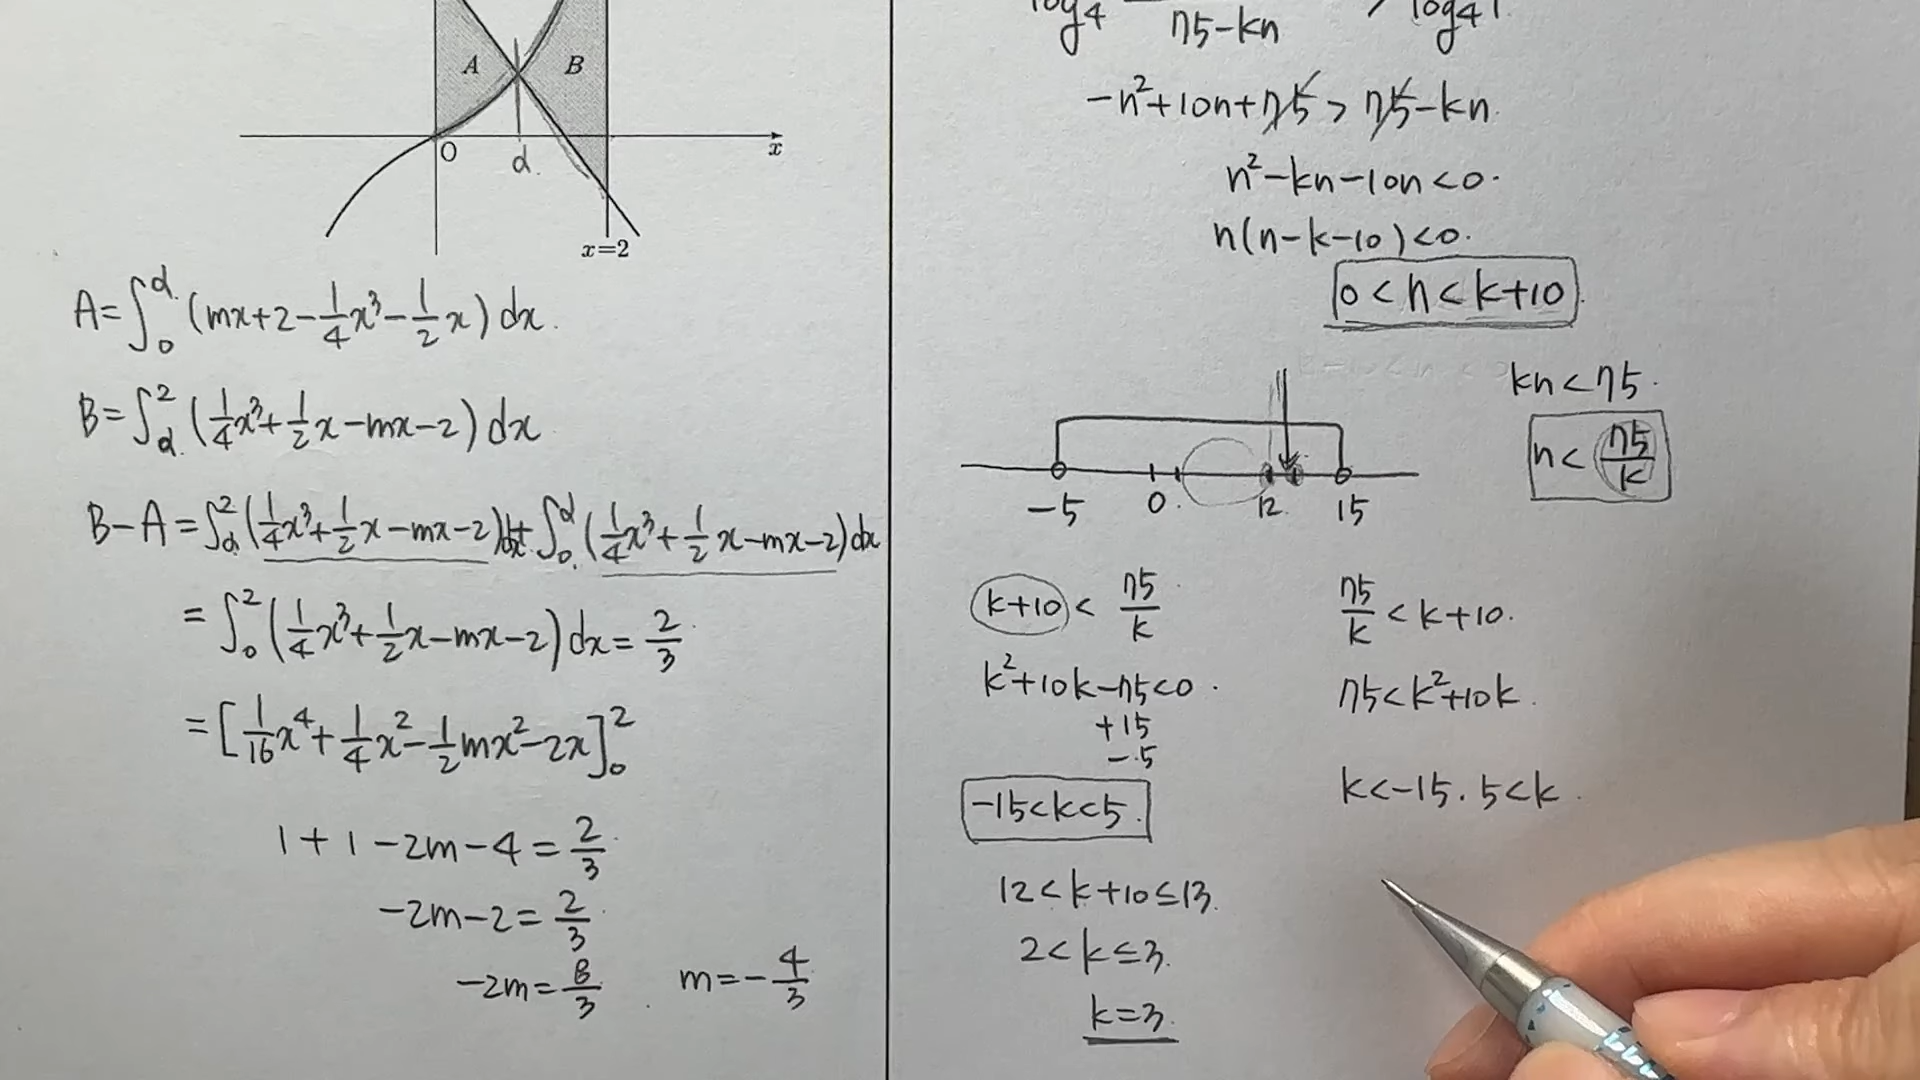 A B
O α x
x=2
A=∫₀^α (mx+2-1/4x³-1/2x)dx.
B=∫_α^2 (1/4x³+1/2x-mx-2)dx
B-A=∫_α^2 (1/4x³+1/2x-mx-2)dx+∫₀^α (1/4x³+1/2x-mx-2)dx
=∫₀^2 (1/4x³+1/2x-mx-2)dx=2/3
=[1/16x⁴+1/4x²-1/2mx²-2x]₀²
1+1-2m-4=2/3
-2m-2=2/3
-2m=8/3 m=-4/3
log₄ 75-kn > log₄1.
-n²+10n+75>75-kn
n²-kn-10n<0.
n(n-k-10)<0.
0<n<k+10
kn<75.
n<75/k
-5 0 12 15
k+10<75/k
k²+10k-75<0.
+15
-5
-15<k<5
12<k+10≤13.
2<k≤3.
k=3.
75/k<k+10.
75<k²+10k.
k<-15. 5<k.